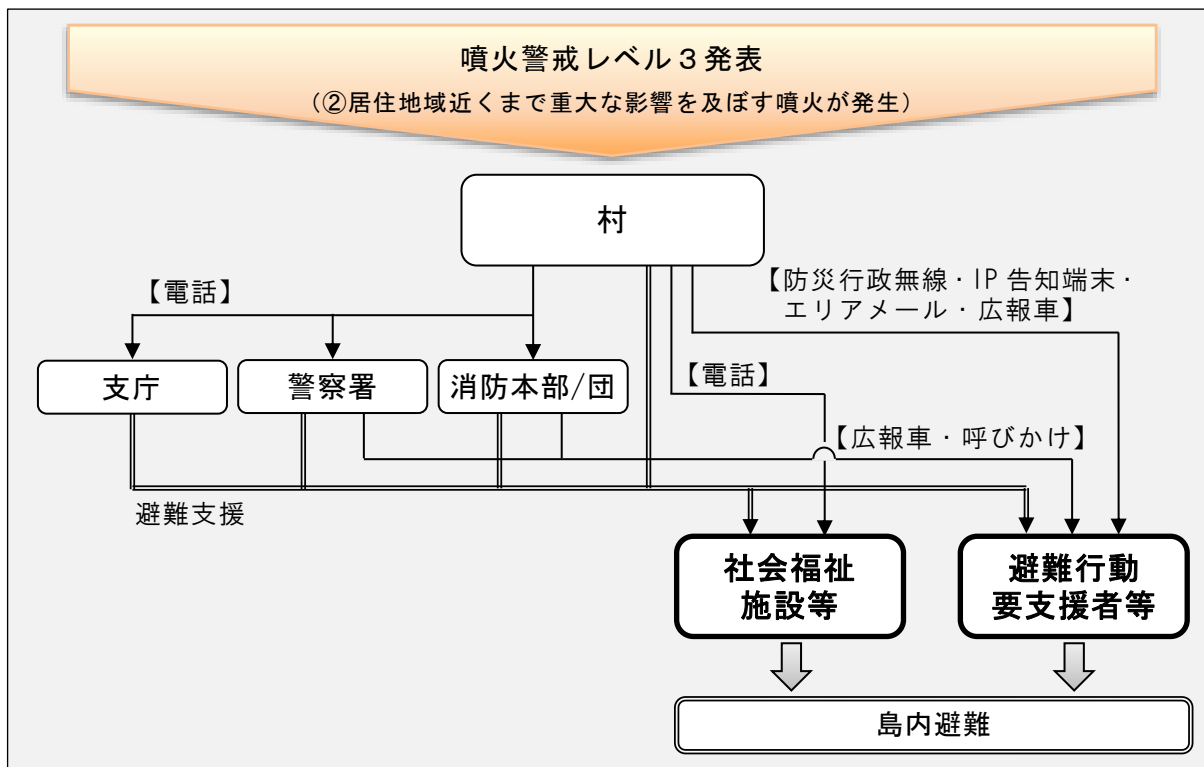 噴火警戒レベル３発表
（②居住地域近くまで重大な影響を及ぼす噴火が発生）
村
【電話】
【防災行政無線・IP 告知端末・
エリアメール・広報車】
支庁
警察署
消防本部/団
【電話】
【広報車・呼びかけ】
避難支援
社会福祉
施設等
避難行動
要支援者等
島内避難